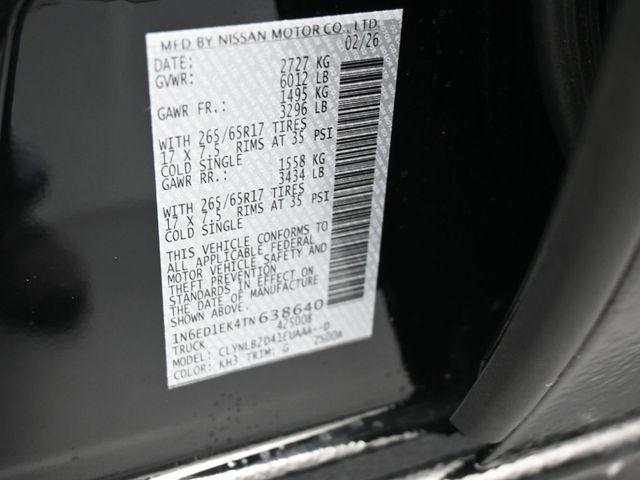 MFD BY NISSAN MOTOR CO., LTD.
DATE: 02/26
GVWR: 2727 KG
6012 LB
GAWR FR.: 1495 KG
3296 LB
WITH 265/65R17 TIRES
17 X 7.5 RIMS AT 35 PSI
COLD SINGLE
GAWR RR.: 1558 KG
3434 LB
WITH 265/65R17 TIRES
17 X 7.5 RIMS AT 35 PSI
COLD SINGLE
THIS VEHICLE CONFORMS TO
ALL APPLICABLE FEDERAL
MOTOR VEHICLE SAFETY AND
THEFT PREVENTION
STANDARDS IN EFFECT ON
THE DATE OF MANUFACTURE
SHOWN ABOVE.
1N6ED1EK4TN638640
TRUCK 425008
MODEL: CLYNLB2D41EUAAA--D
COLOR: KH3 TRIM: G